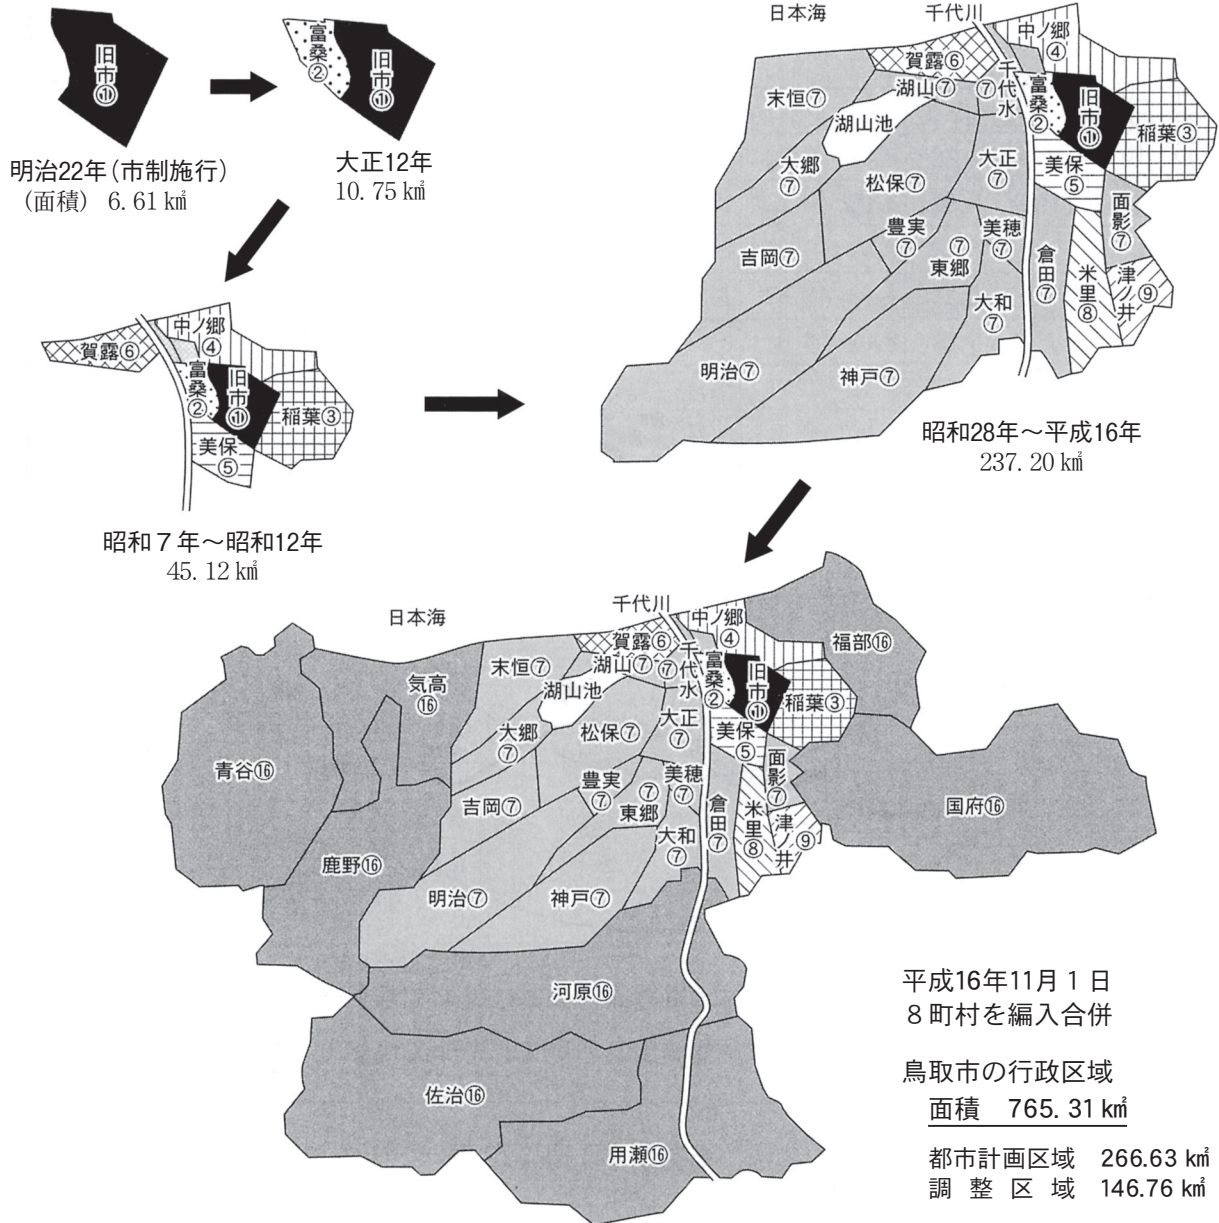 旧市①
明治22年(市制施行)
(面積) 6.61㎢
富桑②
旧市①
大正12年
10.75㎢
賀露⑥
中ノ郷④
富桑②
旧市①
稲葉③
美保⑤
昭和7年～昭和12年
45.12㎢
日本海
千代川
中ノ郷④
賀露⑥
千代水⑦
湖山⑦
末恒⑦
富桑②
旧市①
稲葉③
湖山池
大正⑦
美保⑤
大郷⑦
松保⑦
面影⑦
豊実⑦
美穂⑦
東郷⑦
吉岡⑦
倉田⑦
米里⑧
津ノ井⑨
大和⑦
明治⑦
神戸⑦
昭和28年～平成16年
237.20㎢
日本海
千代川
中ノ郷④
福部⑯
賀露⑥
千代水⑦
湖山⑦
末恒⑦
富桑②
旧市①
稲葉③
気高⑯
湖山池
大正⑦
美保⑤
大郷⑦
松保⑦
面影⑦
青谷⑯
豊実⑦
美穂⑦
東郷⑦
吉岡⑦
倉田⑦
米里⑧
津ノ井⑨
国府⑯
大和⑦
鹿野⑯
明治⑦
神戸⑦
河原⑯
佐治⑯
用瀬⑯
平成16年11月1日
8町村を編入合併
鳥取市の行政区域
面積 765.31㎢
都市計画区域 266.63㎢
調整区域 146.76㎢